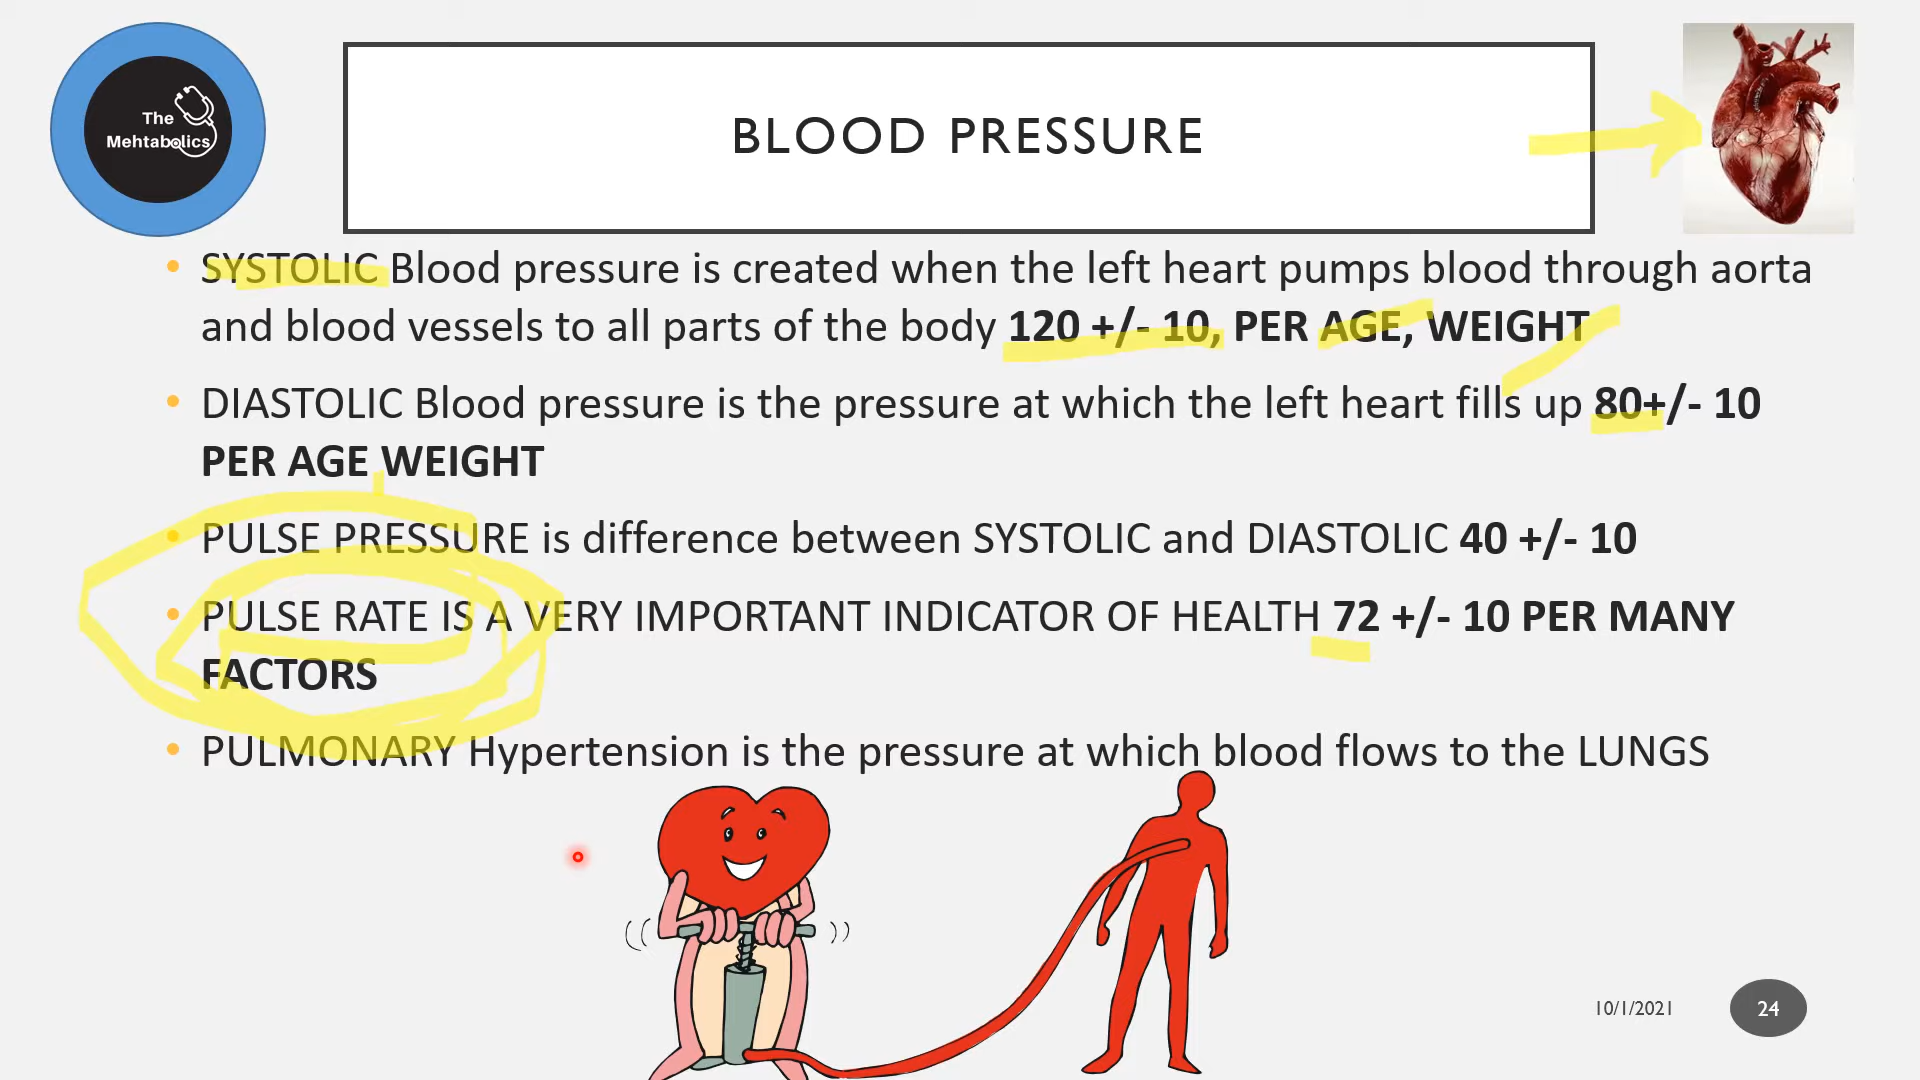 The
Mehtabolics
BLOOD PRESSURE
SYSTOLIC Blood pressure is created when the left heart pumps blood through aorta
and blood vessels to all parts of the body 120 +/- 10, PER AGE, WEIGHT
DIASTOLIC Blood pressure is the pressure at which the left heart fills up 80+/- 10
PER AGE WEIGHT
PULSE PRESSURE is difference between SYSTOLIC and DIASTOLIC 40 +/- 10
PULSE RATE IS A VERY IMPORTANT INDICATOR OF HEALTH 72 +/- 10 PER MANY
FACTORS
PULMONARY Hypertension is the pressure at which blood flows to the LUNGS
10/1/2021
24